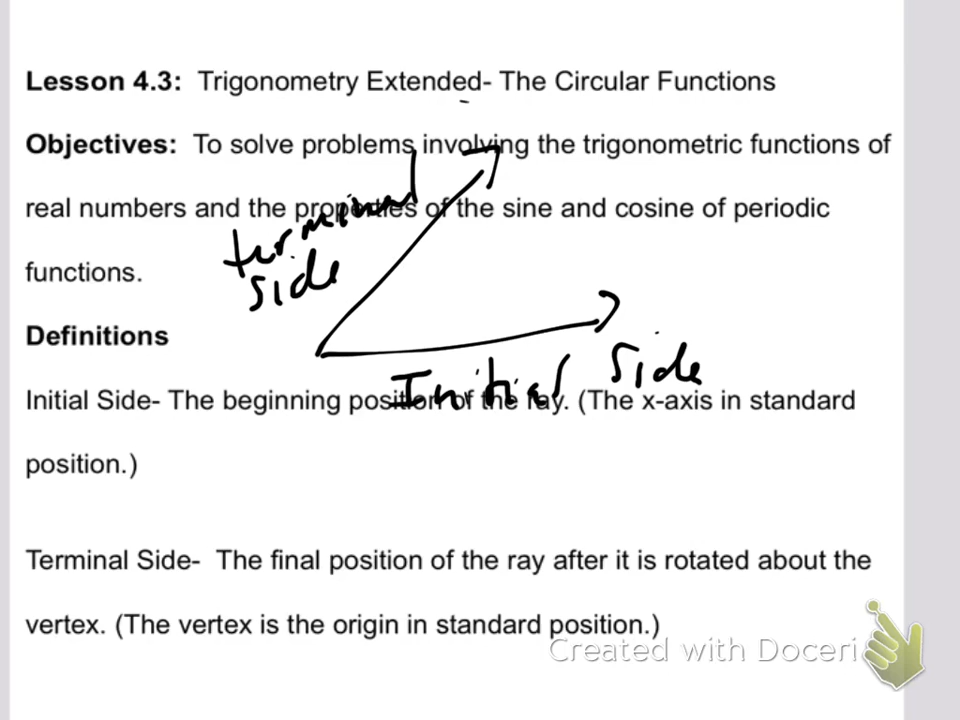 Lesson 4.3: Trigonometry Extended- The Circular Functions
Objectives: To solve problems involving the trigonometric functions of
real numbers and the properties of the sine and cosine of periodic
functions.
terminal
side
Definitions
Initial Side
Initial Side- The beginning position of the ray. (The x-axis in standard
position.)
Terminal Side- The final position of the ray after it is rotated about the
vertex. (The vertex is the origin in standard position.)
Created with Doceri